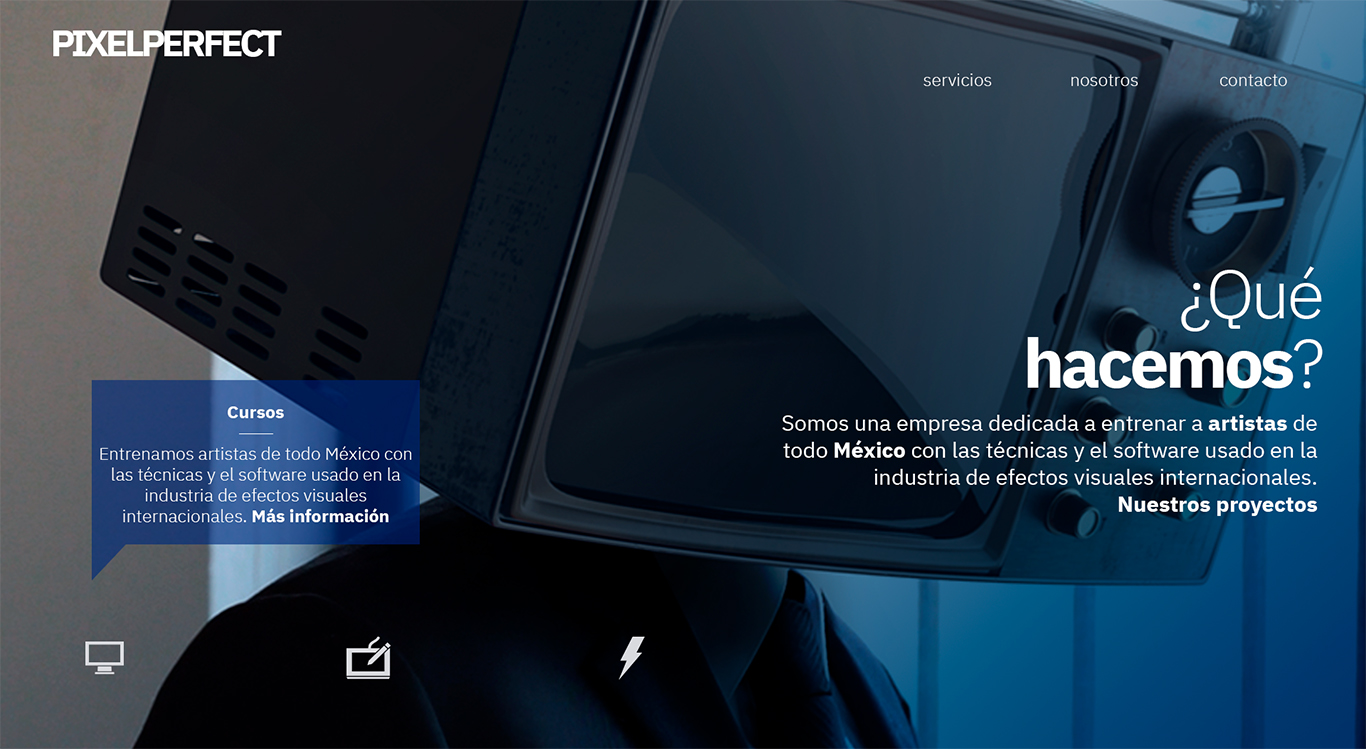 PIXELPERFECT
servicios nosotros contacto
¿Qué
hacemos?
Somos una empresa dedicada a entrenar a artistas de
todo México con las técnicas y el software usado en la
industria de efectos visuales internacionales.
Nuestros proyectos
Cursos
Entrenamos artistas de todo México con
las técnicas y el software usado en la
industria de efectos visuales
internacionales. Más información